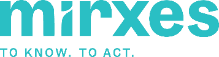 mirxes
TO KNOW. TO ACT.